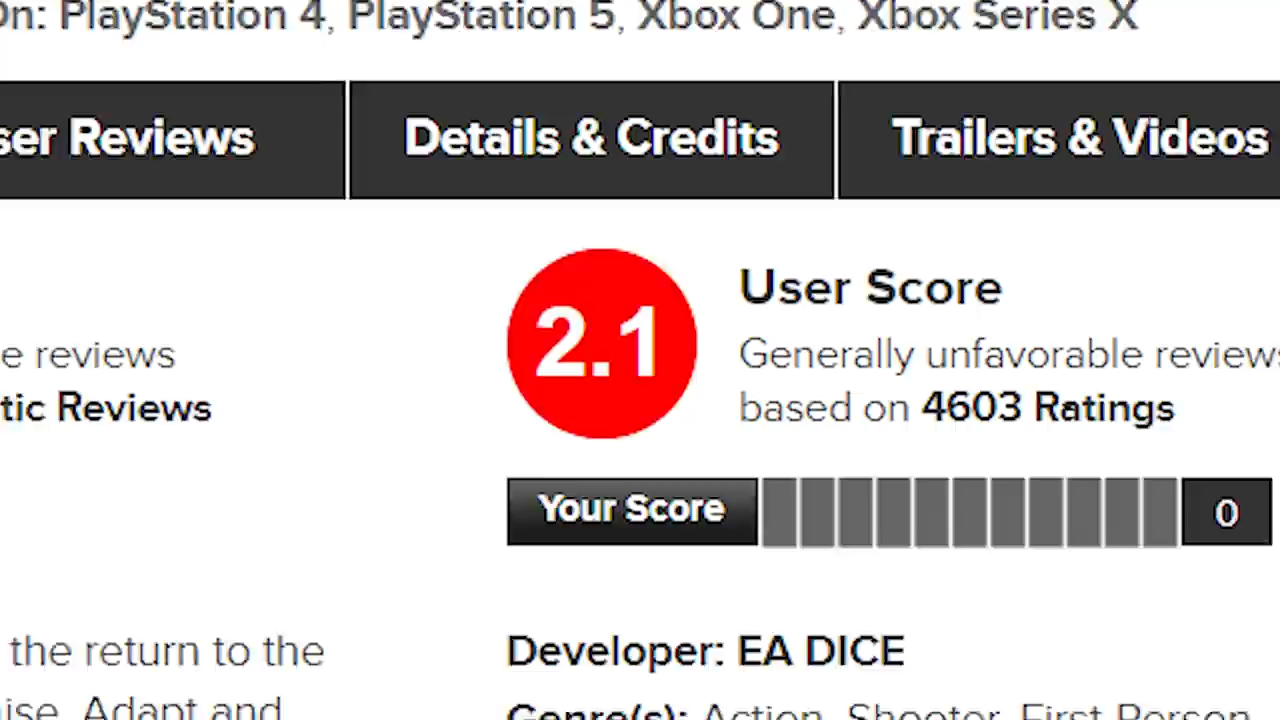 On: PlayStation 4, PlayStation 5, Xbox One, Xbox Series X
ser Reviews
Details & Credits
Trailers & Videos
2.1
User Score
e reviews
Generally unfavorable reviews
tic Reviews
based on 4603 Ratings
Your Score
0
the return to the
Developer: EA DICE
ise. Adapt and
Genre(s): Action, Shooter, First-Person,